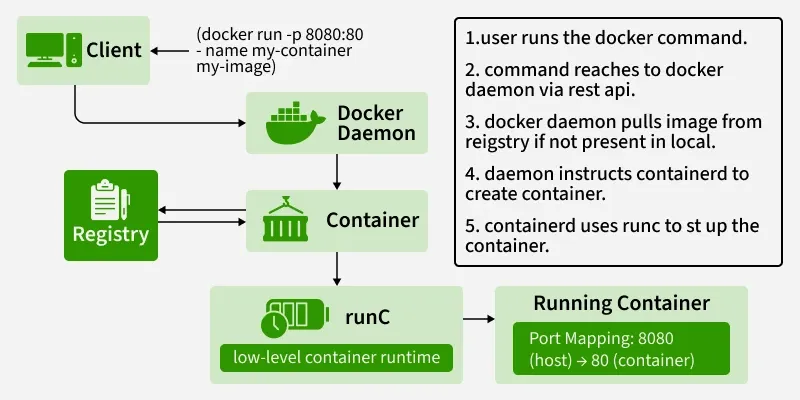 Client
(docker run -p 8080:80
- name my-container
my-image)
Docker
Daemon
Registry
Container
runC
low-level container runtime
Running Container
Port Mapping: 8080
(host) → 80 (container)
1.user runs the docker command.
2. command reaches to docker
daemon via rest api.
3. docker daemon pulls image from
reigstry if not present in local.
4. daemon instructs containerd to
create container.
5. containerd uses runc to st up the
container.